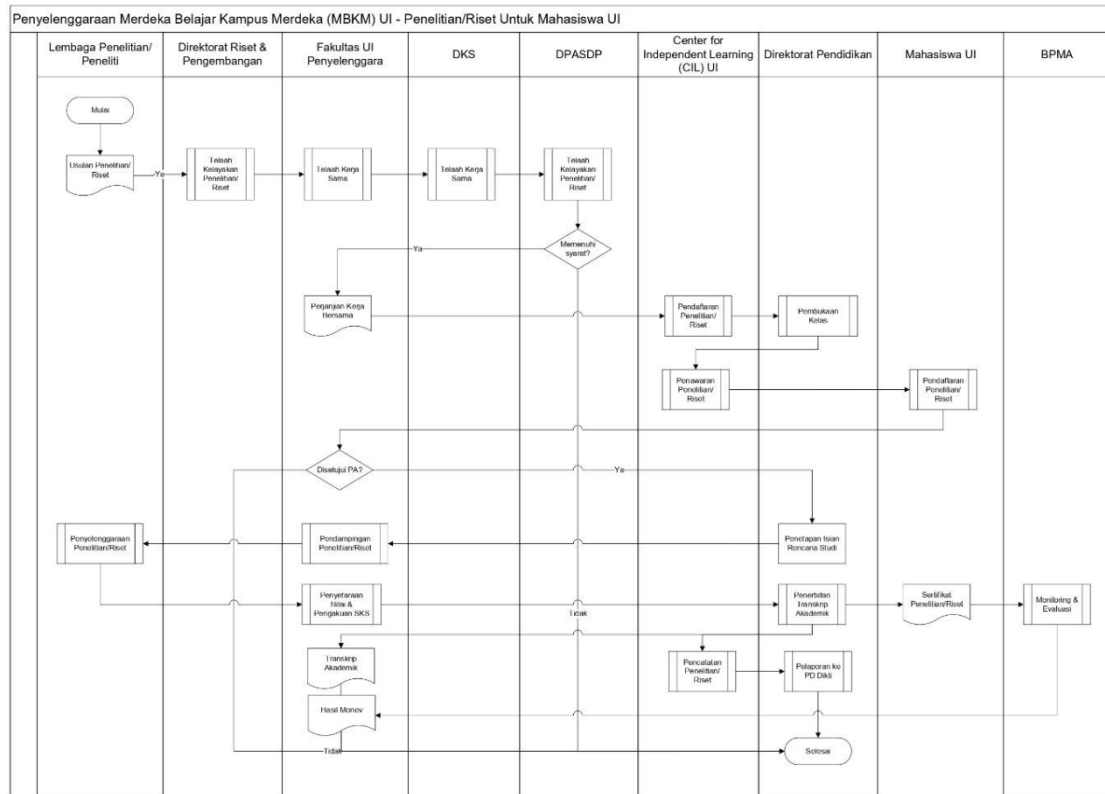 Penyelenggaraan Merdeka Belajar Kampus Merdeka (MBKM) UI - Penelitian/Riset Untuk Mahasiswa UI
Lembaga Penelitian/
Peneliti
Direktorat Riset &
Pengembangan
Fakultas UI
Penyelenggara
DKS
DPASDP
Center for
Independent Learning
(CIL) UI
Direktorat Pendidikan
Mahasiswa UI
BPMA
Mulai
Usulan Penelitian/
Riset
Ya
Telaah
Kelayakan
Penelitian/
Riset
Telaah Kerja
Sama
Telaah Kerja
Sama
Telaah
Kelayakan
Penelitian/
Riset
Memenuhi
syarat?
Ya
Perjanjian Kerja
Bersama
Pendaftaran
Penelitian/
Riset
Pembukaan
Kelas
Penawaran
Penelitian/
Riset
Pendaftaran
Penelitian/
Riset
Disetujui PA?
Ya
Penyelenggaraan
Penelitian/Riset
Pendampingan
Penelitian/Riset
Penetapan Isian
Rencana Studi
Penyetaraan
Nilai &
Pengakuan SKS
Tidak
Penerbitan
Transkrip
Akademik
Sertifikat
Penelitian/Riset
Monitoring &
Evaluasi
Transkrip
Akademik
Pencatatan
Penelitian/
Riset
Pelaporan ke
PD Dikti
Hasil Monev
Tidak
Selesai